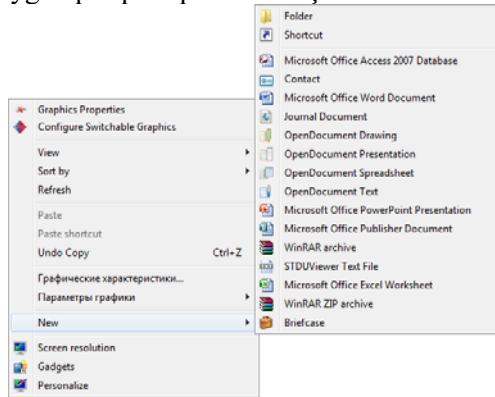 Graphics Properties
Configure Switchable Graphics
View
Sort by
Refresh
Paste
Paste shortcut
Undo Copy Ctrl+Z
Графические характеристики...
Параметры графики
New
Screen resolution
Gadgets
Personalize
Folder
Shortcut
Microsoft Office Access 2007 Database
Contact
Microsoft Office Word Document
Journal Document
OpenDocument Drawing
OpenDocument Presentation
OpenDocument Spreadsheet
OpenDocument Text
Microsoft Office PowerPoint Presentation
Microsoft Office Publisher Document
WinRAR archive
STDUViewer Text File
Microsoft Office Excel Worksheet
WinRAR ZIP archive
Briefcase